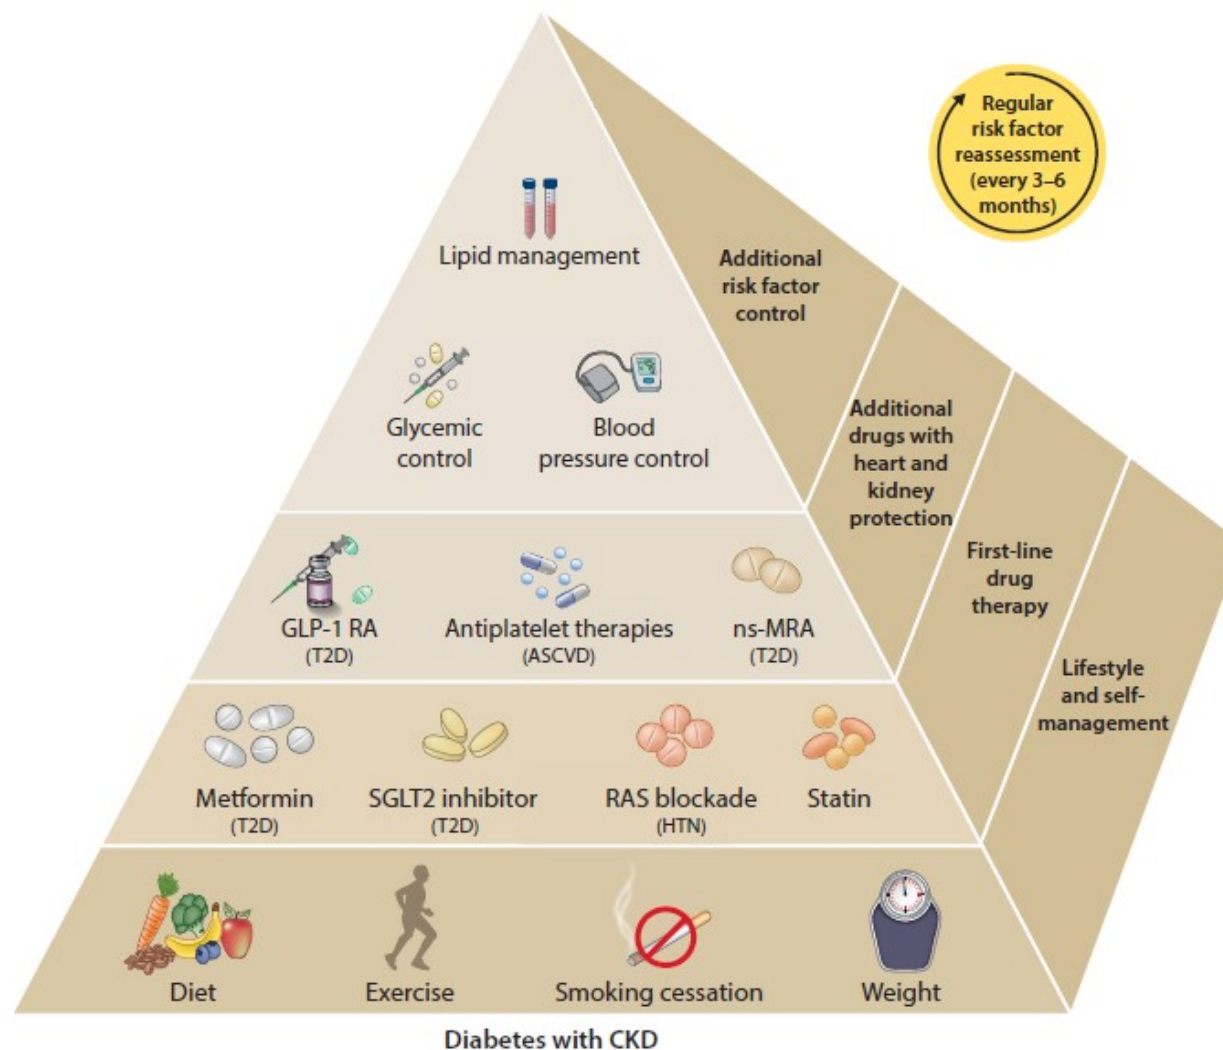 Regular
risk factor
reassessment
(every 3–6
months)
Lipid management
Additional
risk factor
control
Glycemic
control
Blood
pressure control
Additional
drugs with
heart and
kidney
protection
GLP-1 RA
(T2D)
Antiplatelet therapies
(ASCVD)
ns-MRA
(T2D)
First-line
drug
therapy
Metformin
(T2D)
SGLT2 inhibitor
(T2D)
RAS blockade
(HTN)
Statin
Lifestyle
and self-
management
Diet
Exercise
Smoking cessation
Weight
Diabetes with CKD